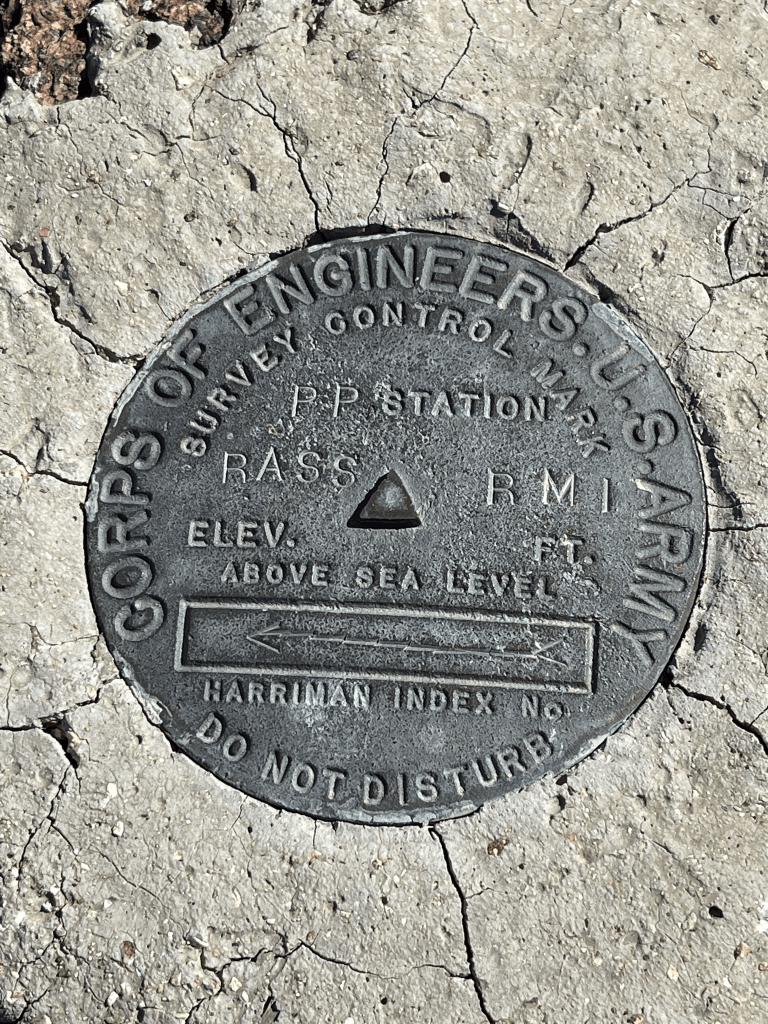 CORPS OF ENGINEERS. U.S. ARMY
SURVEY CONTROL MARK
PP STATION
RASS RM1
ELEV. FT.
ABOVE SEA LEVEL
HARRIMAN INDEX No.
DO NOT DISTURB